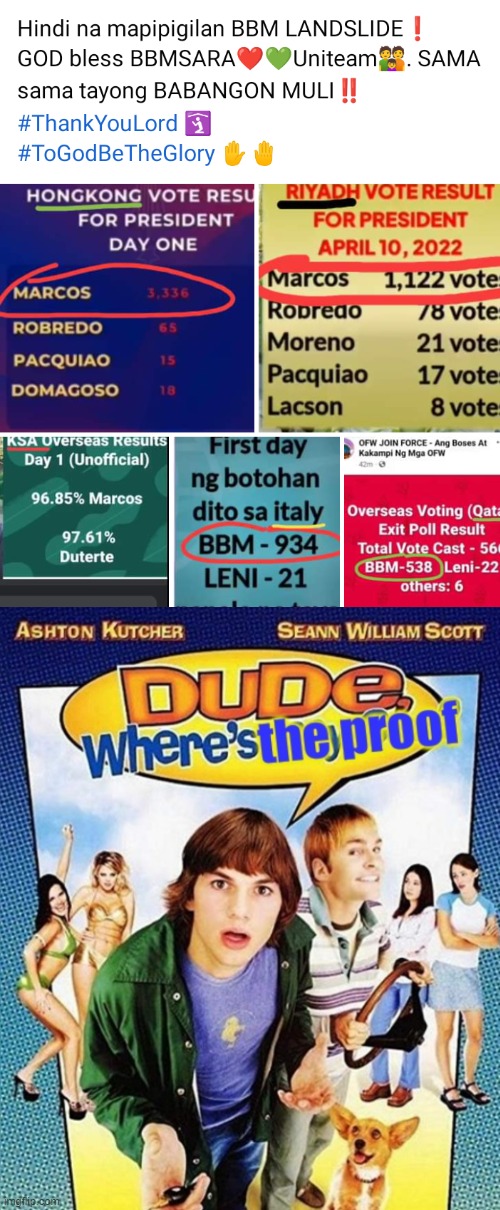 Hindi na mapipigilan BBM LANDSLIDE❗
GOD bless BBMSARA❤️💚Uniteam👨‍👩‍👧. SAMA
sama tayong BABANGON MULI‼️
#ThankYouLord 🛐
#ToGodBeTheGlory ✋🤚
HONGKONG VOTE RESU
FOR PRESIDENT
DAY ONE
MARCOS 3,336
ROBREDO 65
PACQUIAO 15
DOMAGOSO 18
RIYADH VOTE RESULT
FOR PRESIDENT
APRIL 10, 2022
Marcos 1,122 vote
Robredo 78 vote
Moreno 21 vote
Pacquiao 17 vote
Lacson 8 vote
KSA Overseas Results
Day 1 (Unofficial)
96.85% Marcos
97.61%
Duterte
First day
ng botohan
dito sa italy
BBM - 934
LENI - 21
OFW JOIN FORCE - Ang Boses At
Kakampi Ng Mga OFW
42m
Overseas Voting (Qata
Exit Poll Result
Total Vote Cast - 56
BBM-538 Leni-22
others: 6
ASHTON KUTCHER SEANN WILLIAM SCOTT
DUDE,
Where's the proof
imgflip.com